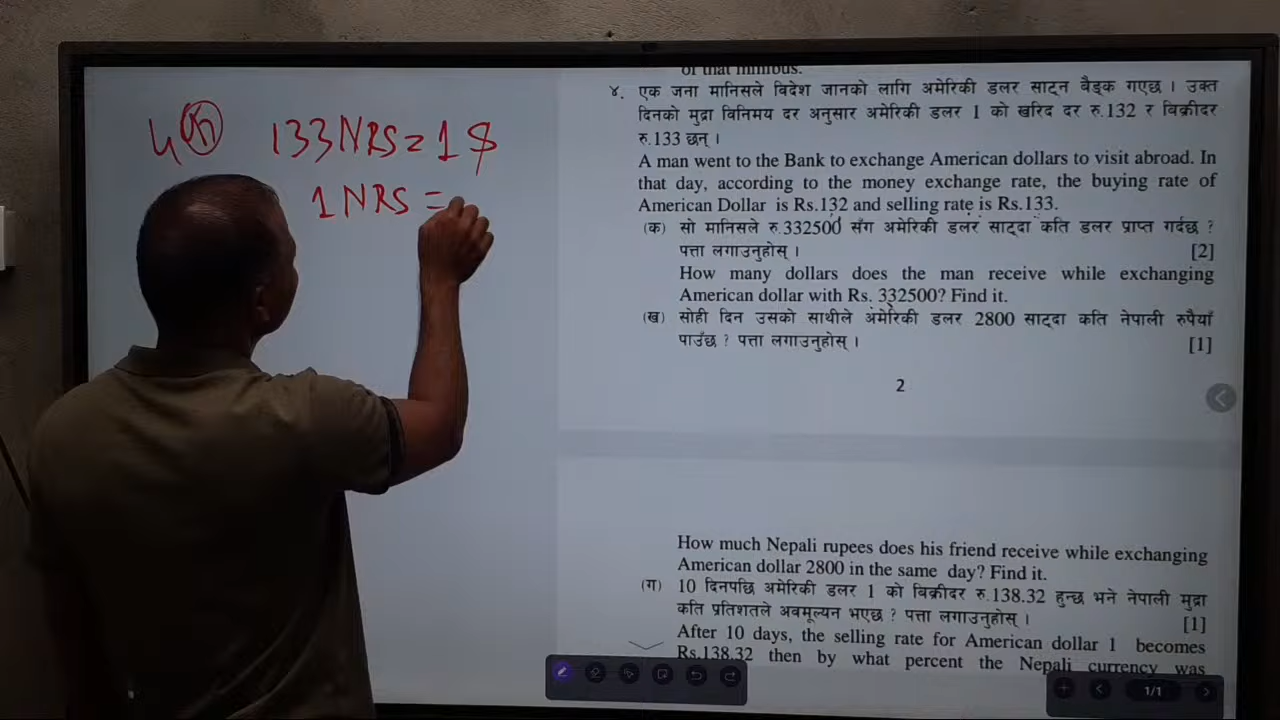 4 (क) 133 NRS = 1 $
1 NRS =
of that minibus.
४. एक जना मानिसले विदेश जानको लागि अमेरिकी डलर साट्न बैङ्क गएछ । उक्त
दिनको मुद्रा विनिमय दर अनुसार अमेरिकी डलर 1 को खरिद दर रु.132 र बिक्रीदर
रु.133 छन् ।
A man went to the Bank to exchange American dollars to visit abroad. In
that day, according to the money exchange rate, the buying rate of
American Dollar is Rs.132 and selling rate is Rs.133.
(क) सो मानिसले रु.332500 सँग अमेरिकी डलर साट्दा कति डलर प्राप्त गर्दछ ?
पत्ता लगाउनुहोस् । [2]
How many dollars does the man receive while exchanging
American dollar with Rs. 332500? Find it.
(ख) सोही दिन उसको साथीले अमेरिकी डलर 2800 साट्दा कति नेपाली रुपैयाँ
पाउँछ ? पत्ता लगाउनुहोस् । [1]
2
How much Nepali rupees does his friend receive while exchanging
American dollar 2800 in the same day? Find it.
(ग) 10 दिनपछि अमेरिकी डलर 1 को बिक्रीदर रु.138.32 हुन्छ भने नेपाली मुद्रा
कति प्रतिशतले अवमूल्यन भएछ ? पत्ता लगाउनुहोस् । [1]
After 10 days, the selling rate for American dollar 1 becomes
Rs.138.32 then by what percent the Nepali currency was
1/1